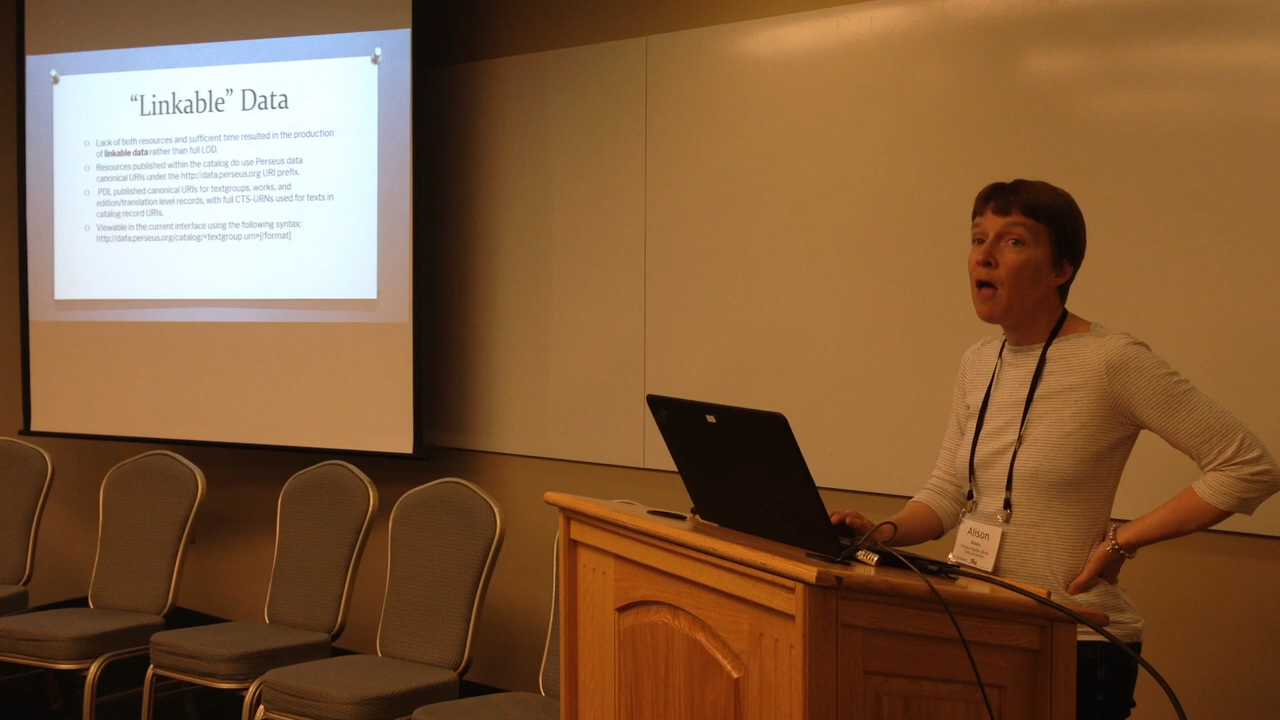 “Linkable” Data
Lack of both resources and sufficient time resulted in the production
of linkable data rather than full LOD.
Resources published within the catalog do use Perseus data
canonical URIs under the http://data.perseus.org URI prefix.
PDL published canonical URIs for textgroups, works, and
edition/translation level records, with full CTS-URNs used for texts in
catalog record URIs.
Viewable in the current interface using the following syntax:
http://data.perseus.org/catalog/<textgroup urn>[/format]
Alison